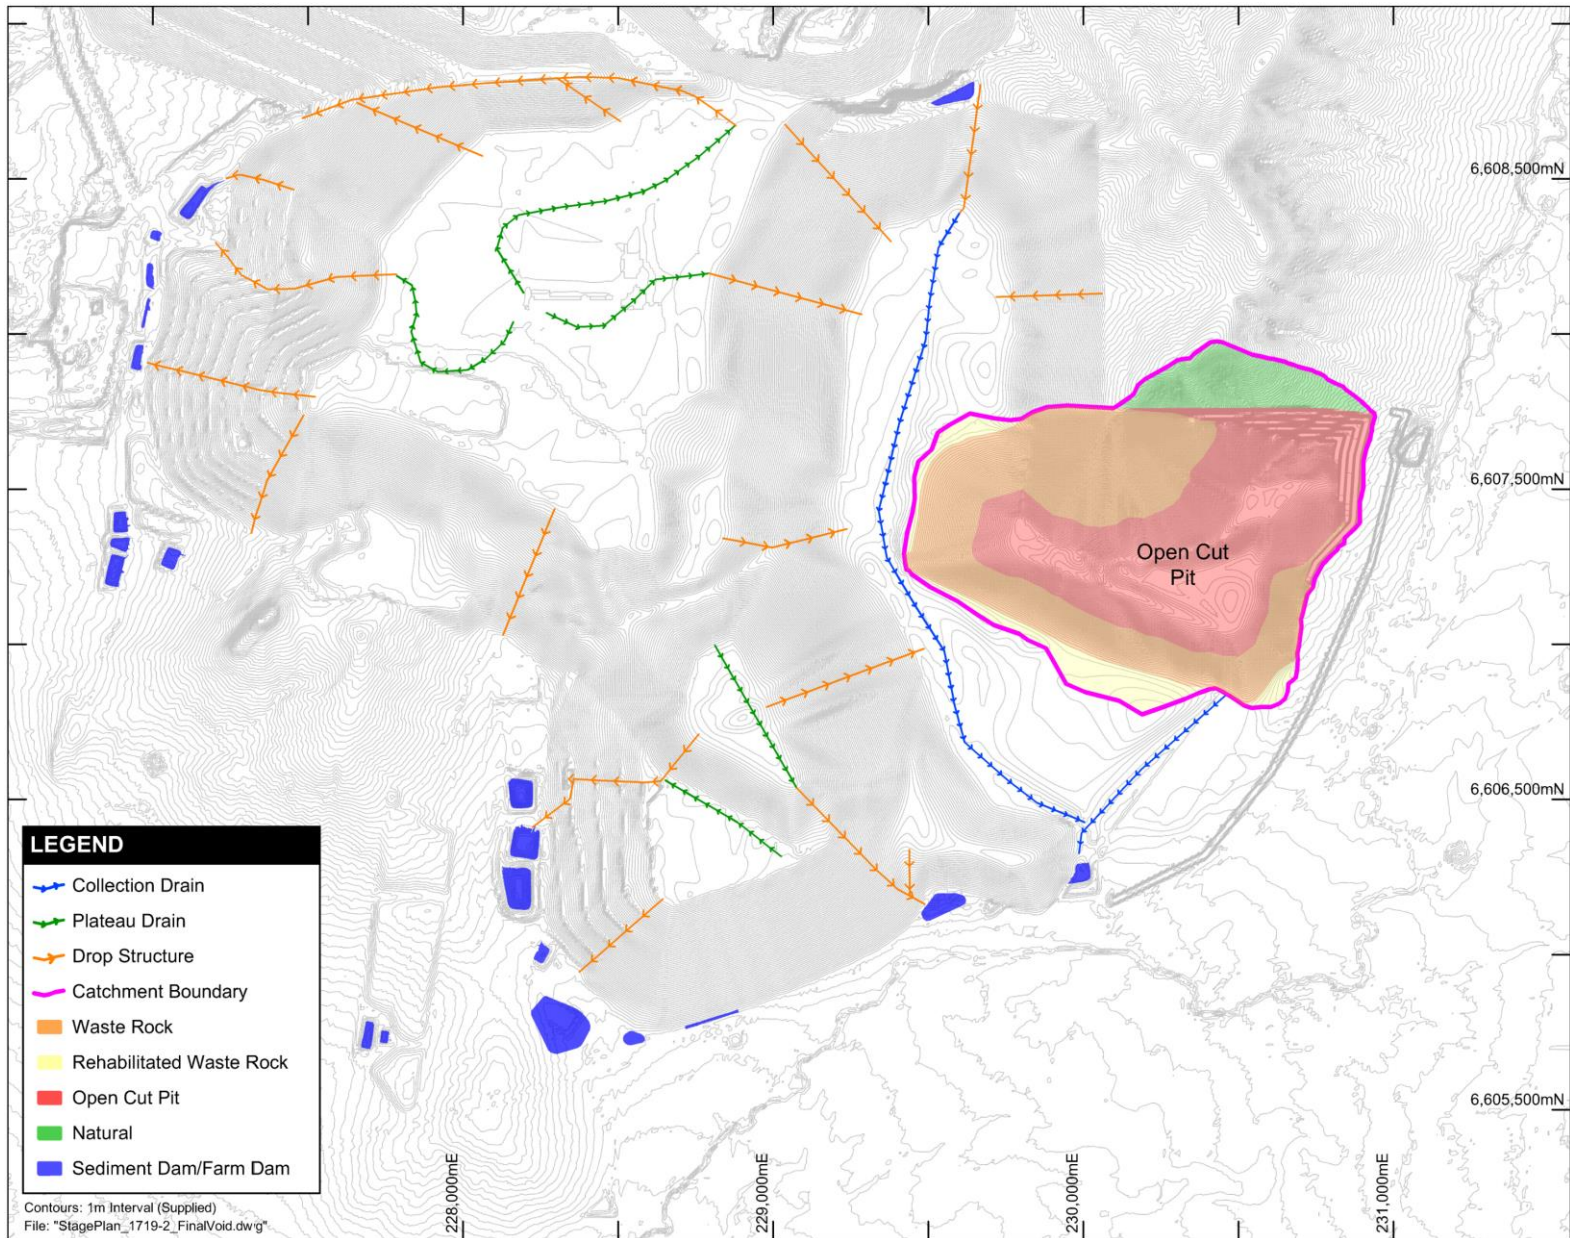 6,608,500mN
6,607,500mN
Open Cut
Pit
6,606,500mN
LEGEND
Collection Drain
Plateau Drain
Drop Structure
Catchment Boundary
Waste Rock
Rehabilitated Waste Rock
Open Cut Pit
Natural
Sediment Dam/Farm Dam
6,605,500mN
228,000mE
229,000mE
230,000mE
231,000mE
Contours: 1m Interval (Supplied)
File: "StagePlan_1719-2_FinalVoid.dwg"